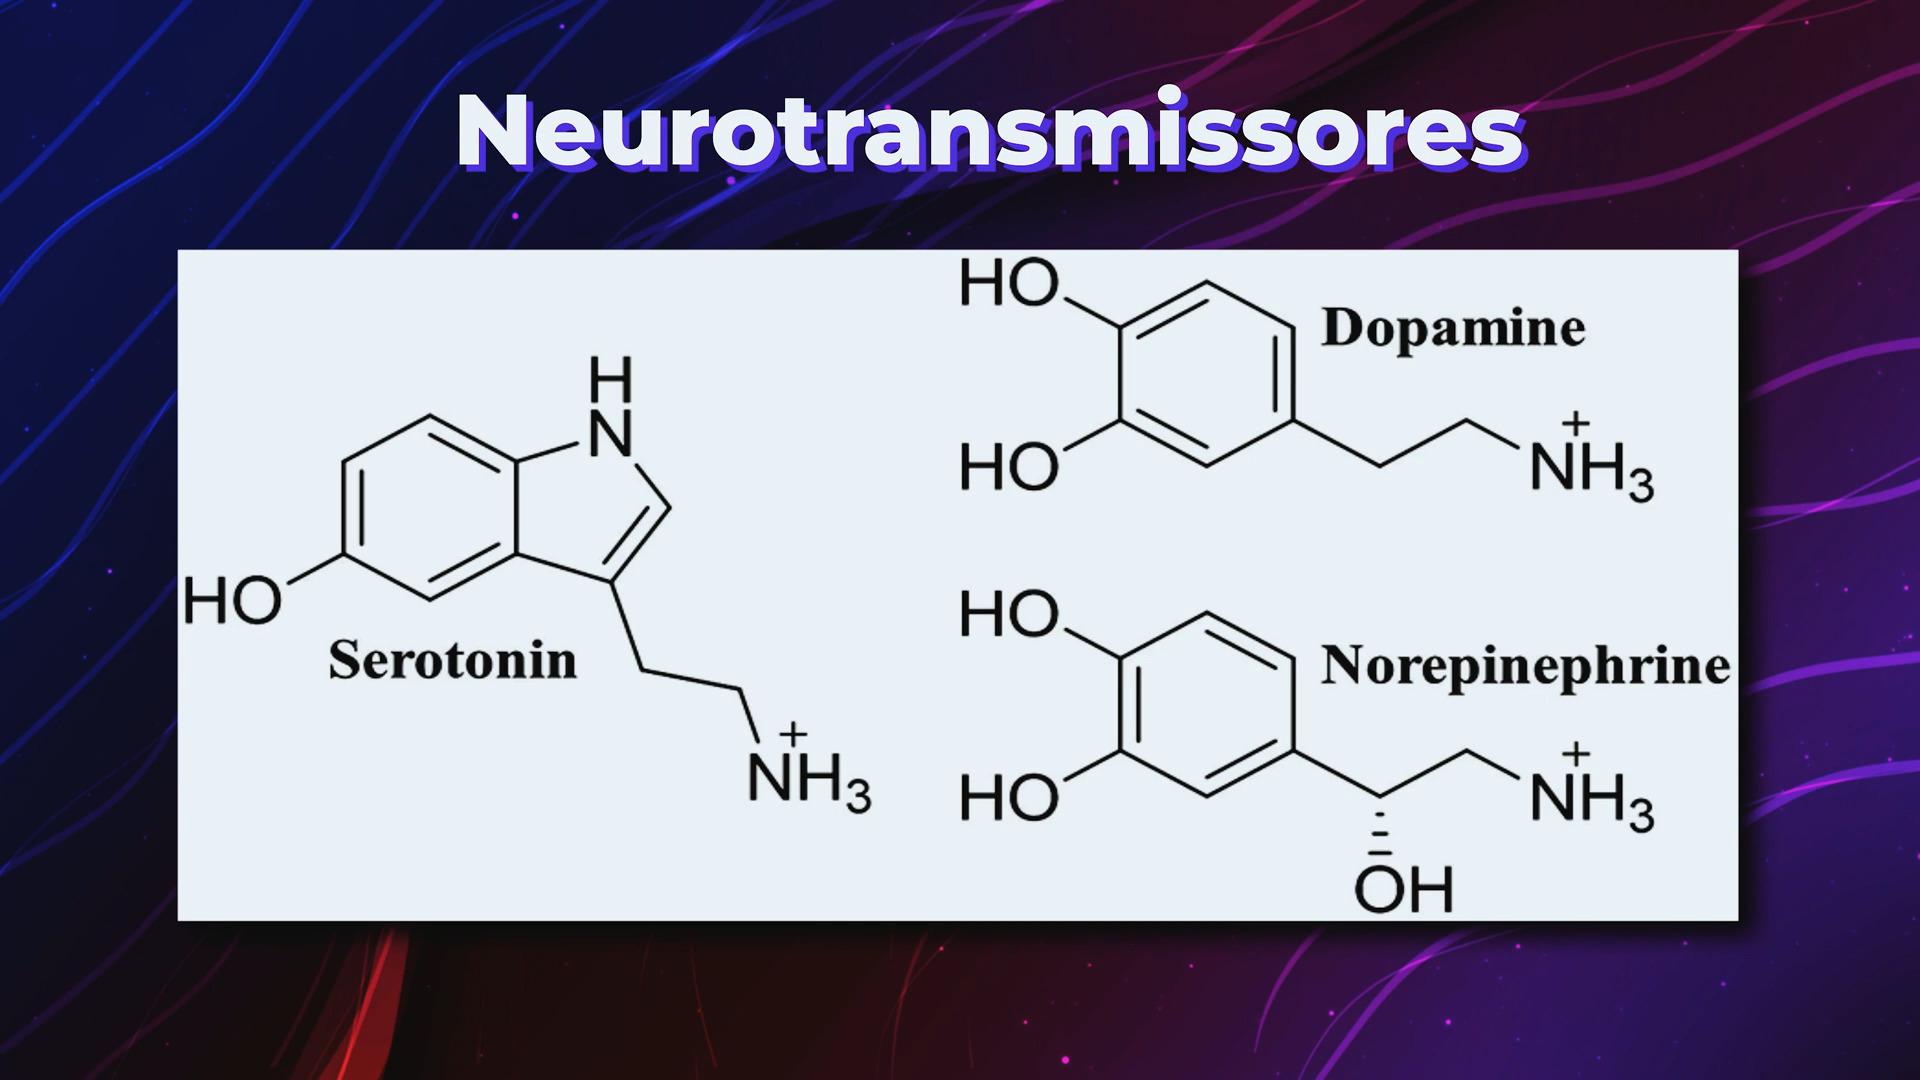 Neurotransmissores
H
N
HO
Serotonin
+
NH3
HO
Dopamine
HO
+
NH3
HO
Norepinephrine
HO
+
NH3
OH